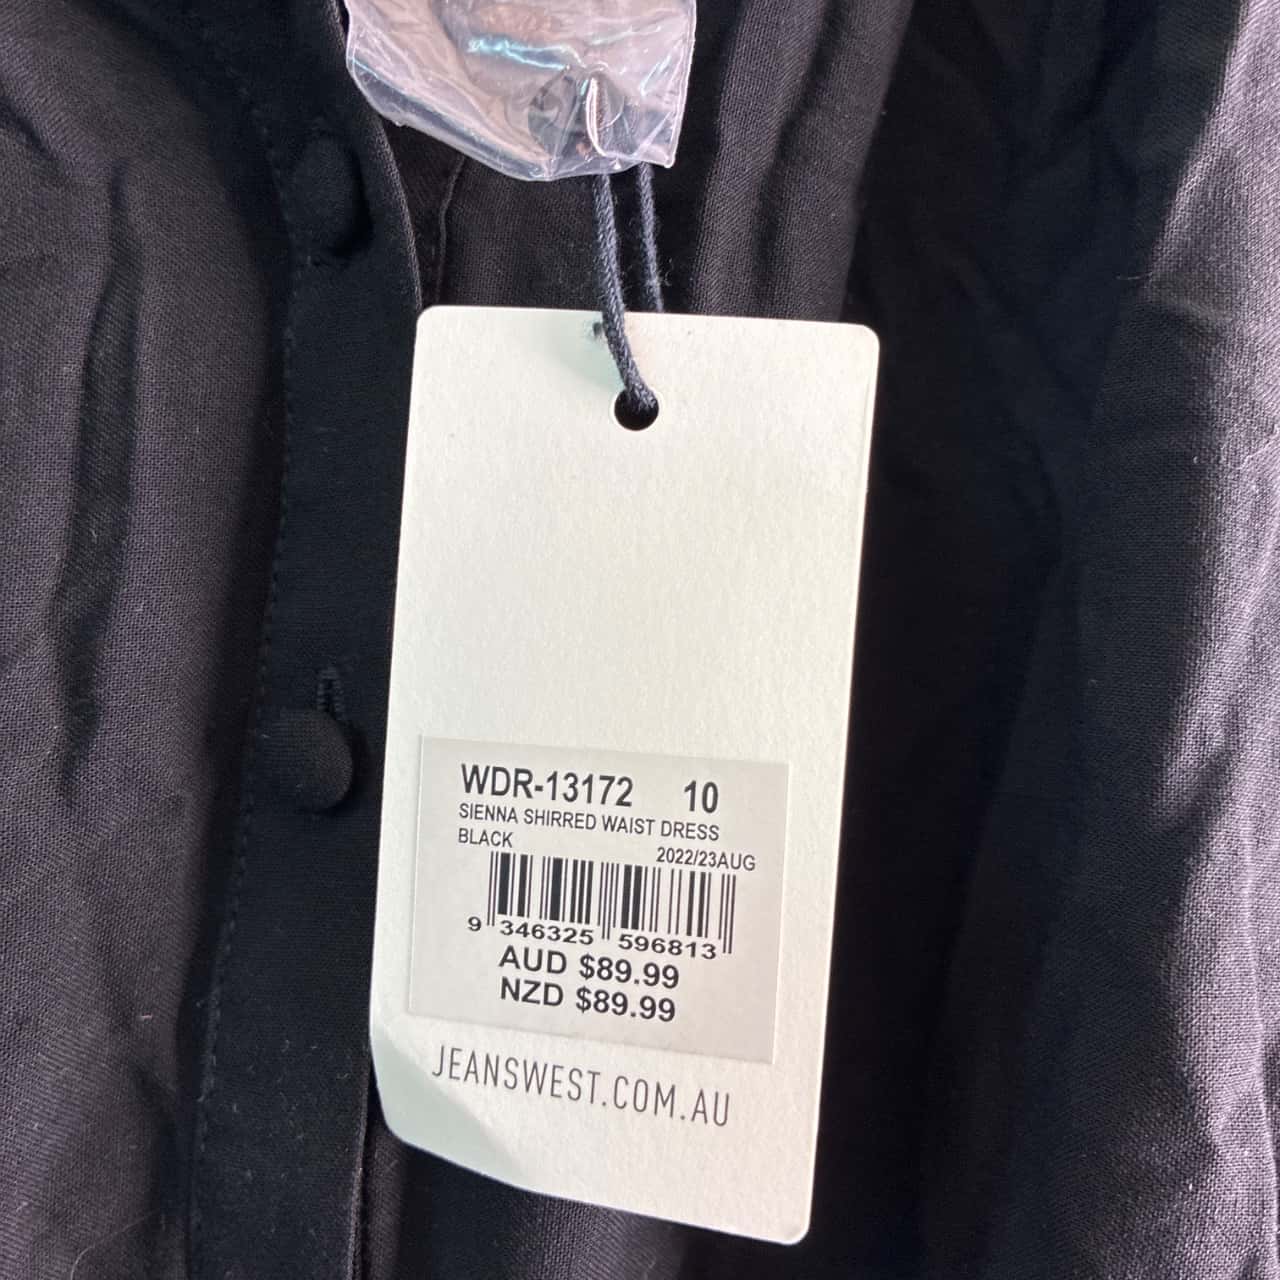 WDR-13172 10
SIENNA SHIRRED WAIST DRESS
BLACK
2022/23AUG
9 346325 596813
AUD $89.99
NZD $89.99
JEANSWEST.COM.AU